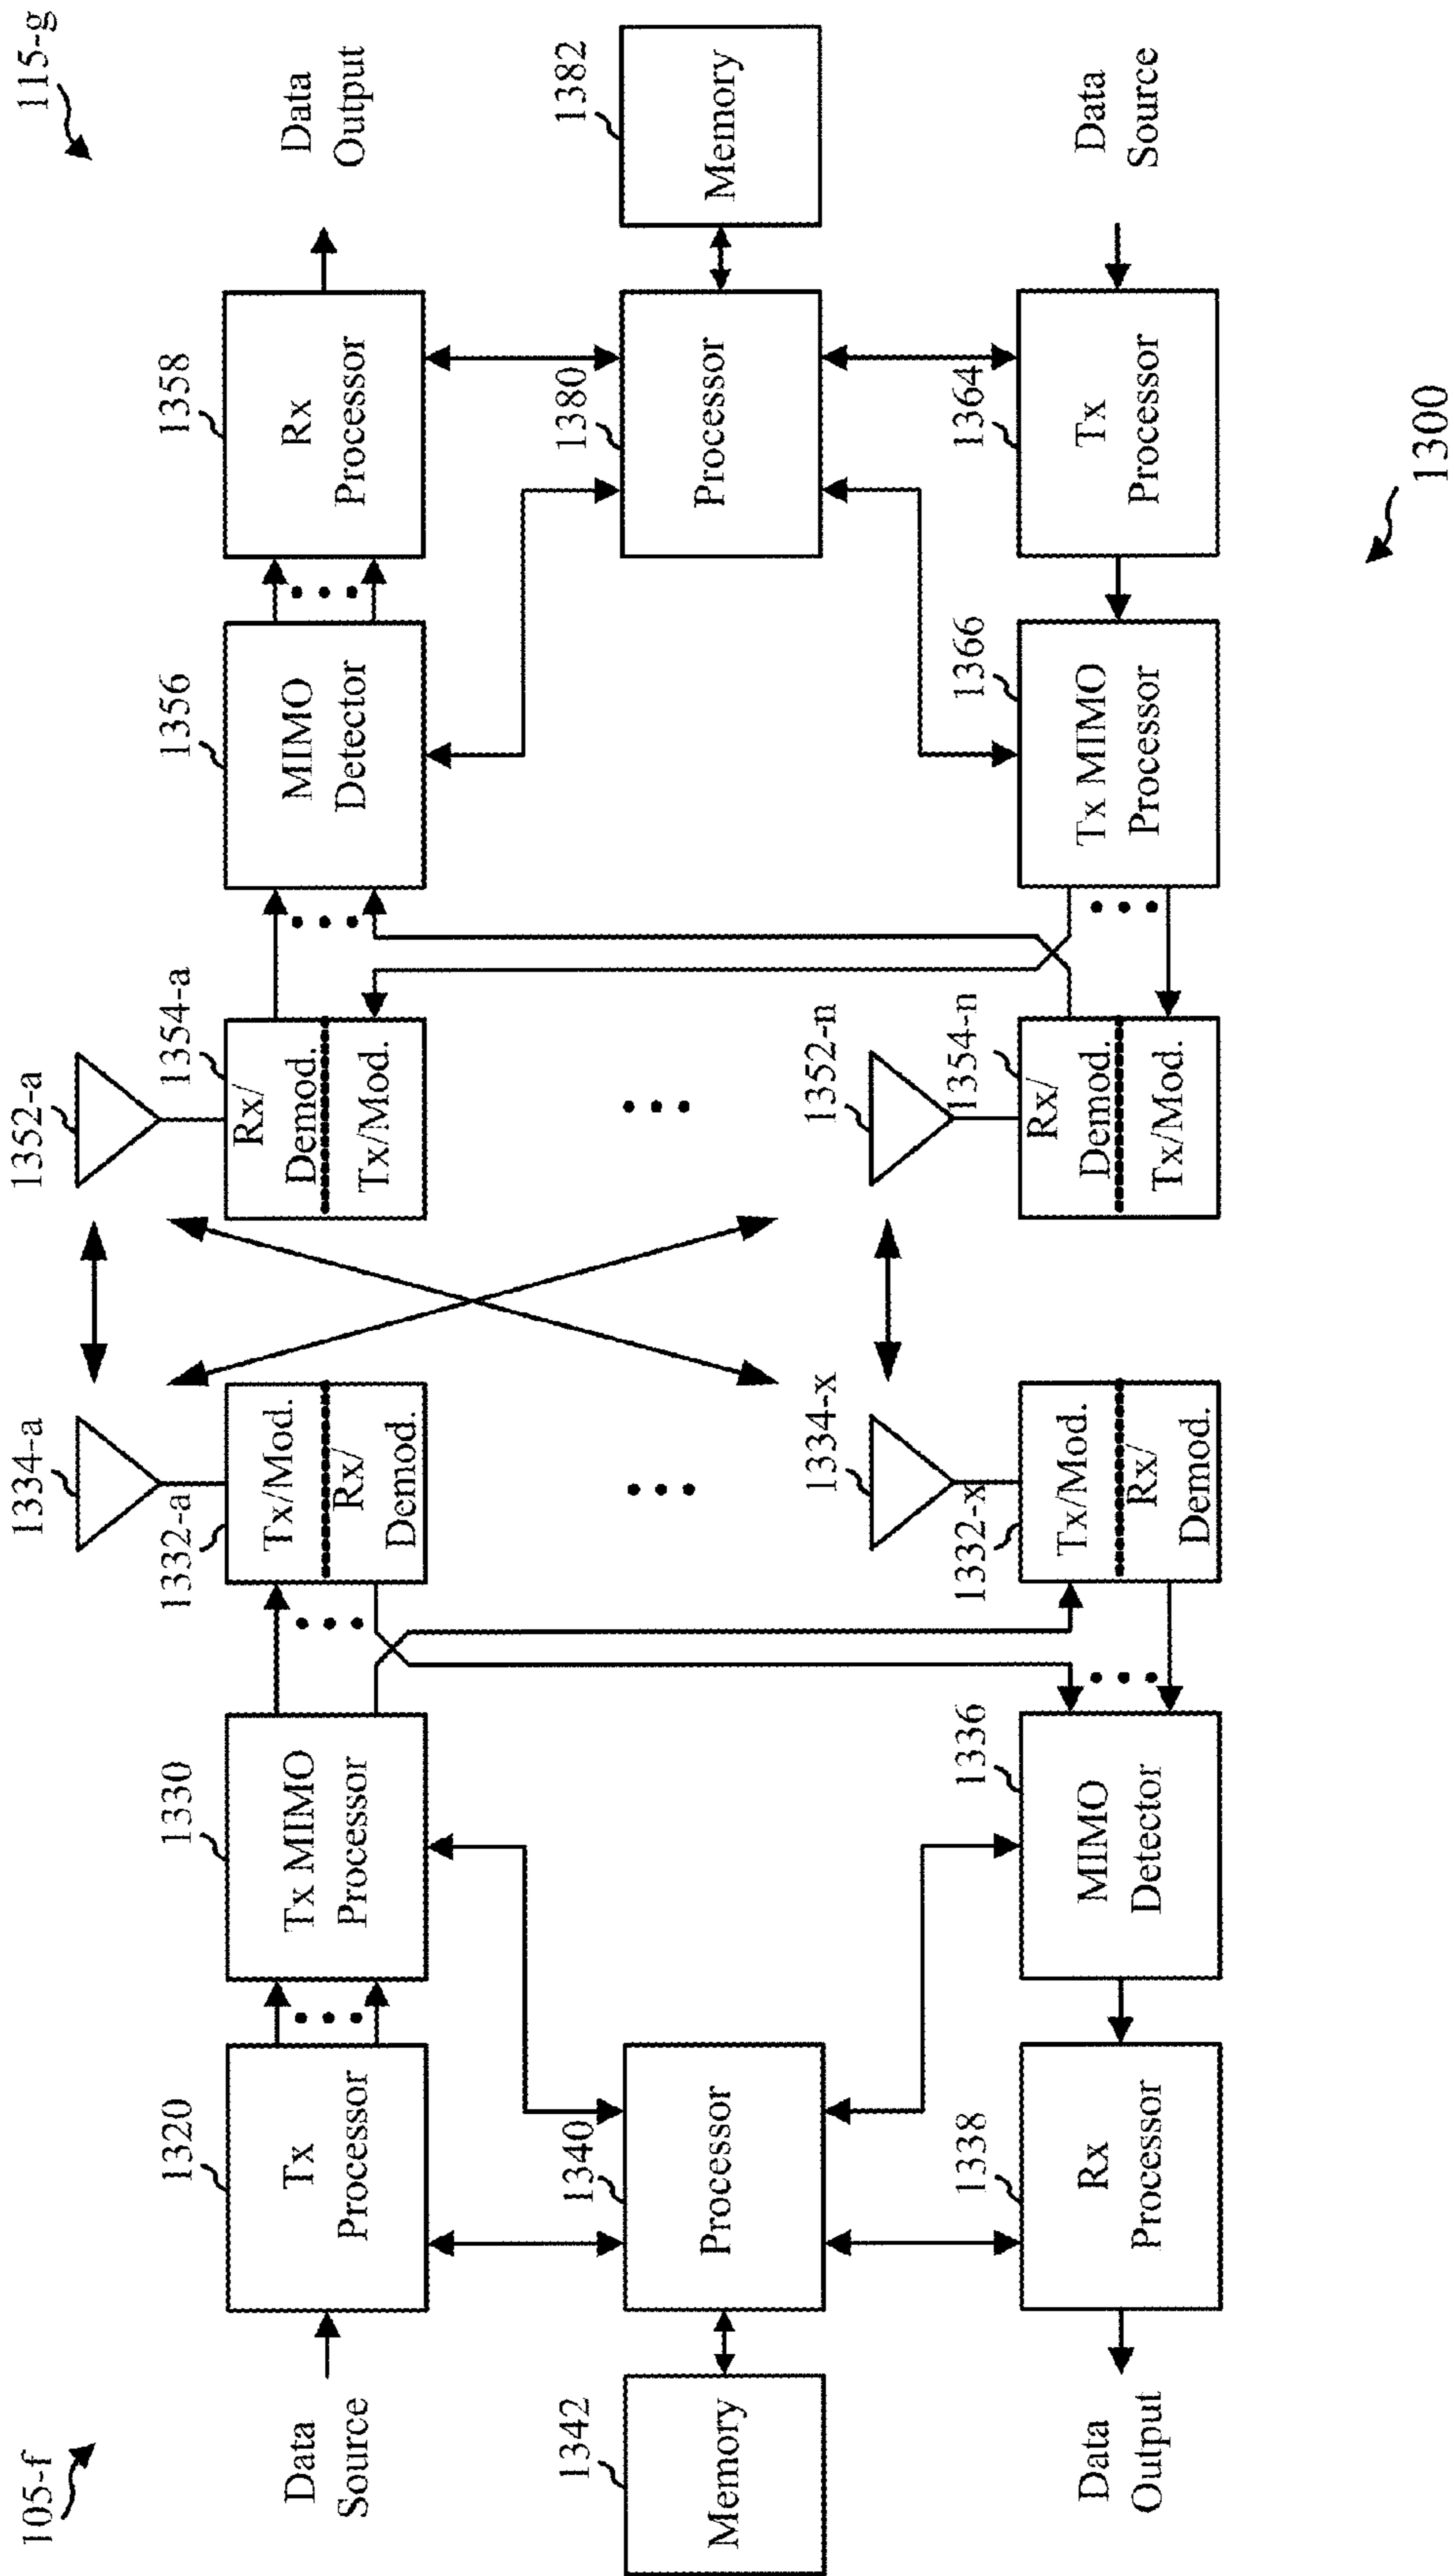 105-f
115-g
1334-a
1352-a
Data
Source
1320
Tx
Processor
1330
Tx MIMO
Processor
1332-a
Tx/Mod.
Rx/
Demod.
1354-a
Rx/
Demod.
Tx/Mod.
1356
MIMO
Detector
1358
Rx
Processor
Data
Output
1342
Memory
1340
Processor
1380
Processor
1382
Memory
1334-x
1352-n
Data
Output
1338
Rx
Processor
1336
MIMO
Detector
1332-x
Tx/Mod.
Rx/
Demod.
1354-n
Rx/
Demod.
Tx/Mod.
1366
Tx MIMO
Processor
1364
Tx
Processor
Data
Source
1300